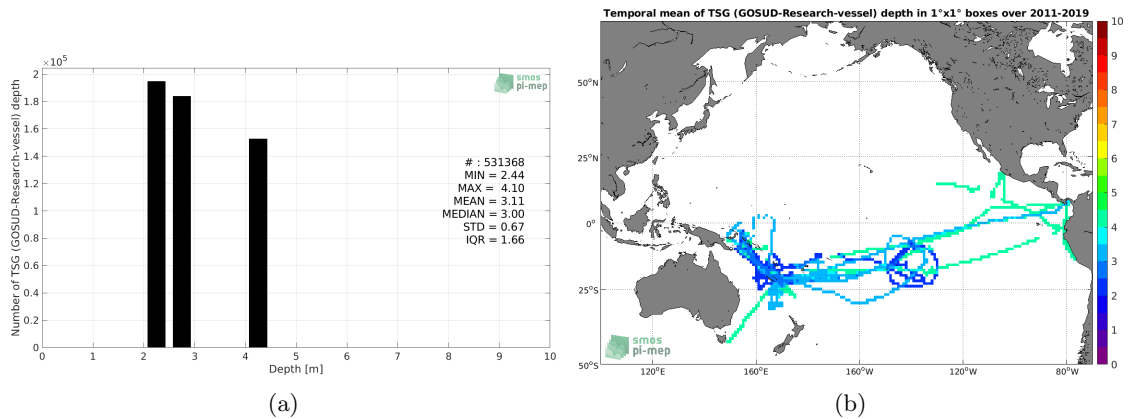 ×10⁵
2
1.8
1.6
1.4
1.2
1
0.8
0.6
0.4
0.2
0
Number of TSG (GOSUD-Research-vessel) depth
smos
pi-mep
# : 531368
MIN = 2.44
MAX = 4.10
MEAN = 3.11
MEDIAN = 3.00
STD = 0.67
IQR = 1.66
0 1 2 3 4 5 6 7 8 9 10
Depth [m]
(a)
Temporal mean of TSG (GOSUD-Research-vessel) depth in 1°x1° boxes over 2011-2019
50°N
25°N
0°
25°S
50°S
smos
pi-mep
120°E 160°E 160°W 120°W 80°W
10
9
8
7
6
5
4
3
2
1
0
(b)